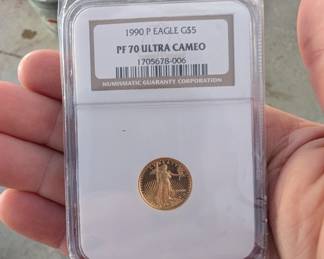 1990 P EAGLE G$5
PF 70 ULTRA CAMEO
1705678-006
NUMISMATIC GUARANTY CORPORATION